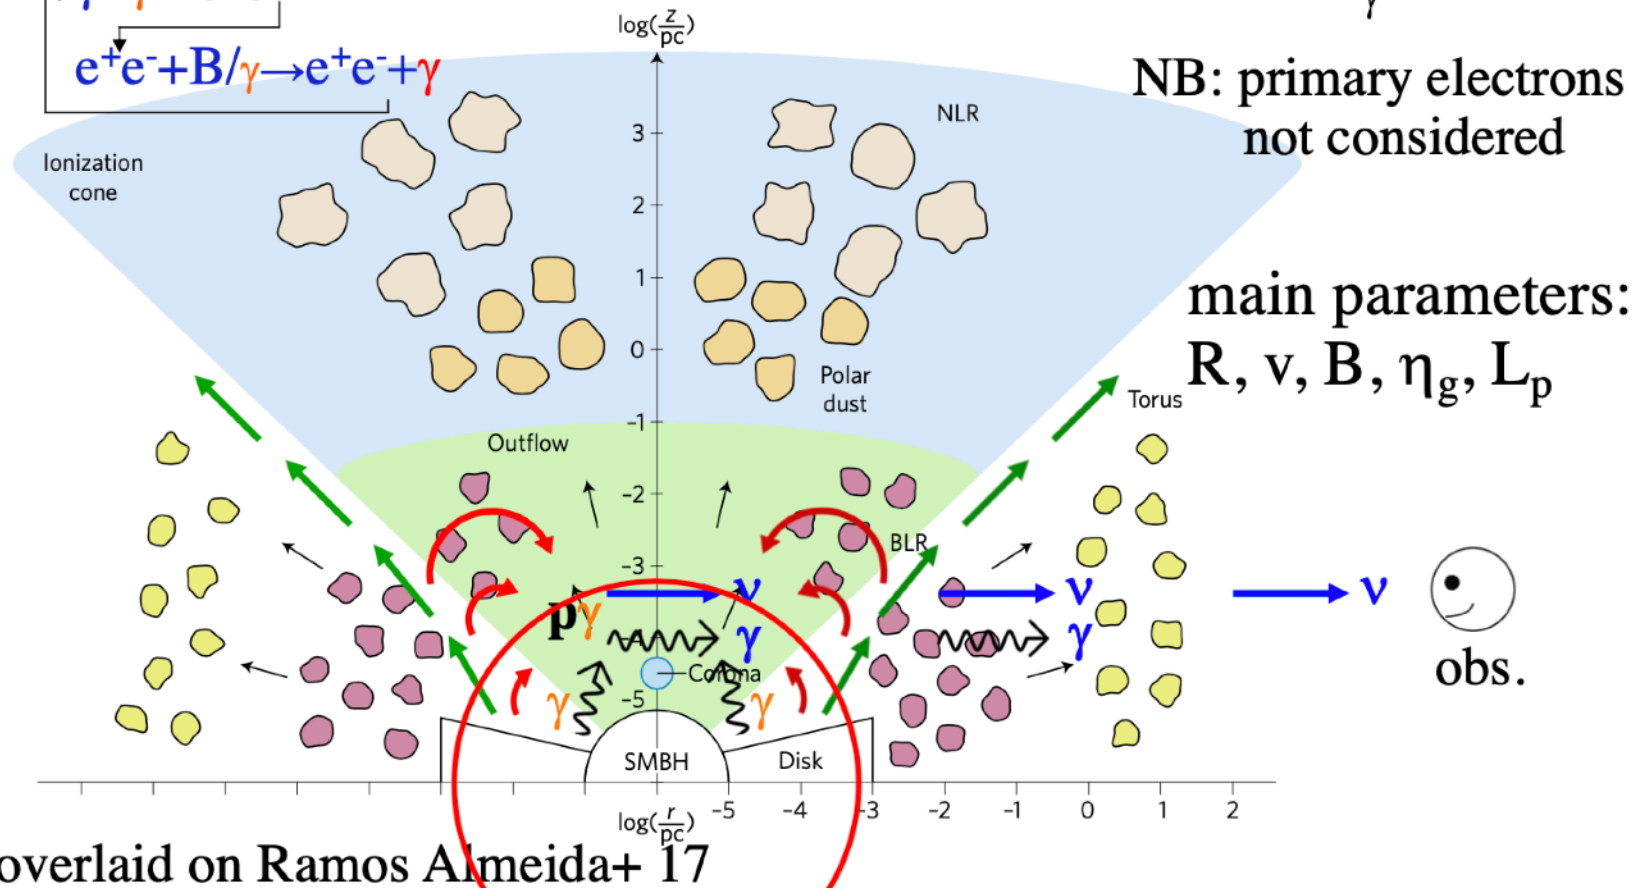 log(z/pc)
e⁺e⁻+B/γ→e⁺e⁻+γ
γ
NB: primary electrons
not considered
NLR
Ionization
cone
3
2
1
0
-1
-2
-3
-4
-5
main parameters:
R, v, B, ηg, Lp
Polar
dust
Torus
Outflow
BLR
pγ
ν
ν
ν
γ
γ
Corona
γ
γ
obs.
SMBH
Disk
-5 -4 -3 -2 -1 0 1 2
log(r/pc)
overlaid on Ramos Almeida+ 17